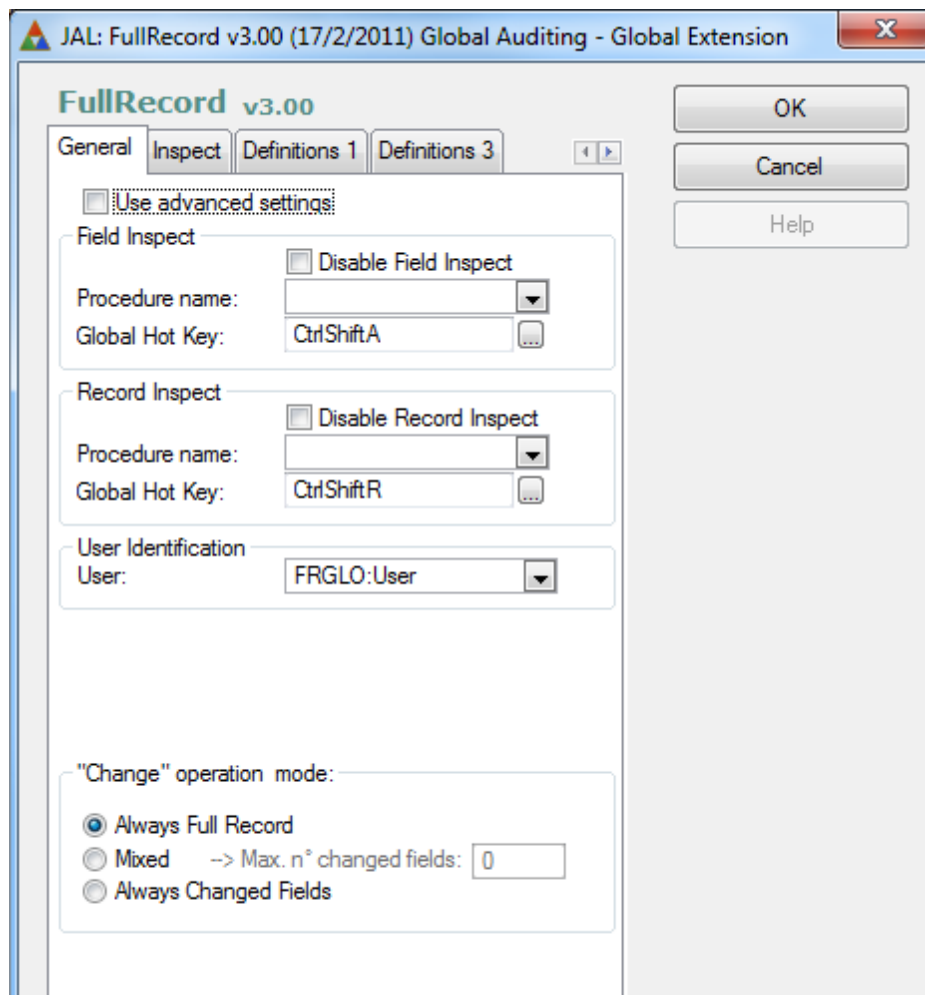 JAL: FullRecord v3.00 (17/2/2011) Global Auditing - Global Extension
X
FullRecord v3.00
OK
General Inspect Definitions 1 Definitions 3
Cancel
Use advanced settings
Help
Field Inspect
Disable Field Inspect
Procedure name:
Global Hot Key: CtrlShiftA ...
Record Inspect
Disable Record Inspect
Procedure name:
Global Hot Key: CtrlShiftR ...
User Identification
User: FRGLO:User
"Change" operation mode:
Always Full Record
Mixed --> Max. n° changed fields: 0
Always Changed Fields